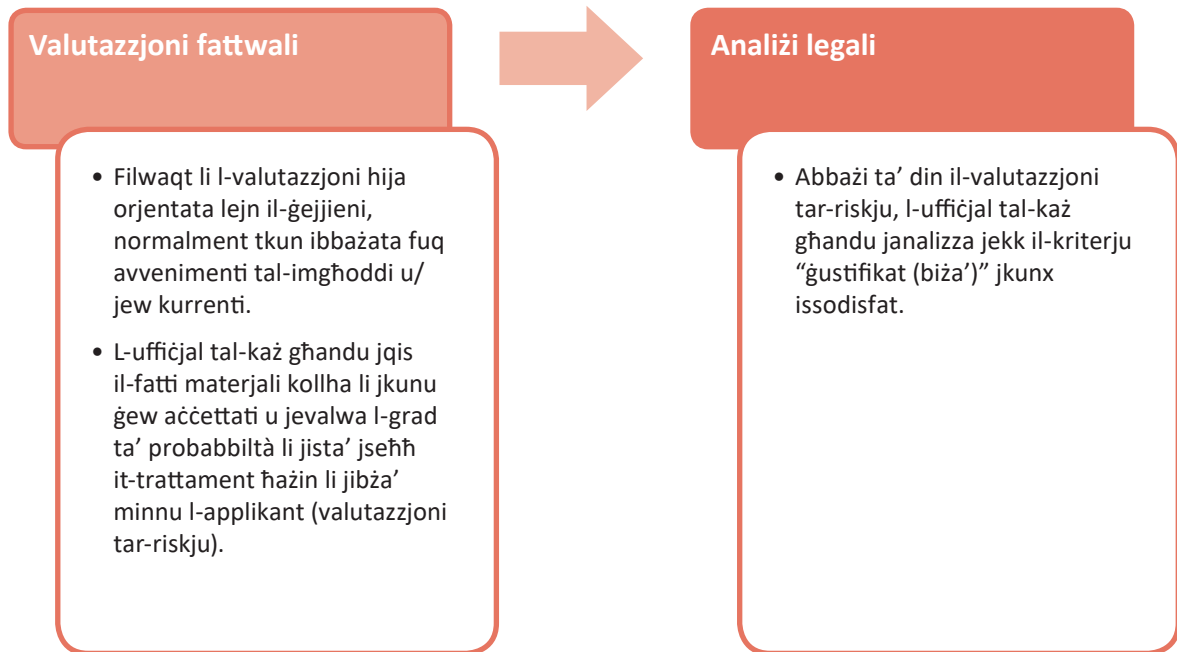 Valutazzjoni fattwali
• Filwaqt li l-valutazzjoni hija
orjentata lejn il-ġejjieni,
normalment tkun ibbażata fuq
avvenimenti tal-imgħoddi u/
jew kurrenti.
• L-uffiċjal tal-każ għandu jqis
il-fatti materjali kollha li jkunu
ġew aċċettati u jevalwa l-grad
ta’ probabbiltà li jista’ jseħħ
it-trattament ħażin li jibża’
minnu l-applikant (valutazzjoni
tar-riskju).
Analiżi legali
• Abbażi ta’ din il-valutazzjoni
tar-riskju, l-uffiċjal tal-każ
għandu janalizza jekk il-kriterju
“ġustifikat (biża’)” jkunx
issodisfat.